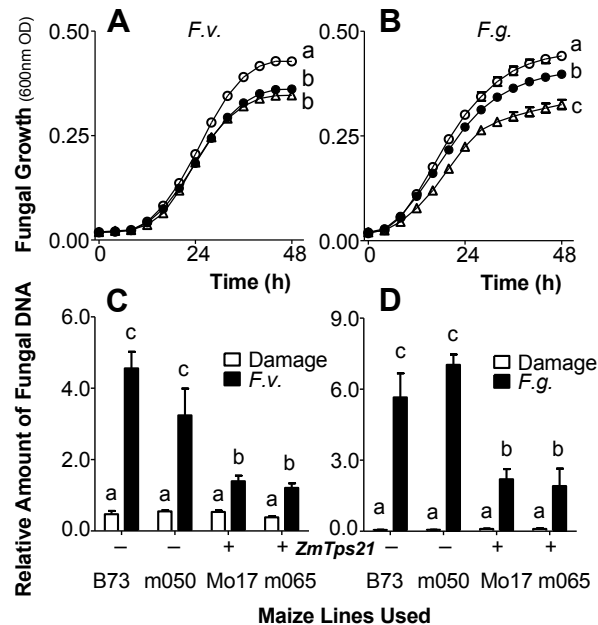 A F.v.
B F.g.
Fungal Growth (600nm OD)
0.50
0.25
0.00
a
b
b
0 24 48
Time (h)
0.50
0.25
0.00
a
b
c
0 24 48
Time (h)
C
D
Relative Amount of Fungal DNA
6.0
4.0
2.0
0.0
a c a c a b a b
Damage
F.v.
9.0
6.0
3.0
0.0
a c a c a b a b
Damage
F.g.
– – + + ZmTps21 – – + +
B73 m050 Mo17 m065 B73 m050 Mo17 m065
Maize Lines Used